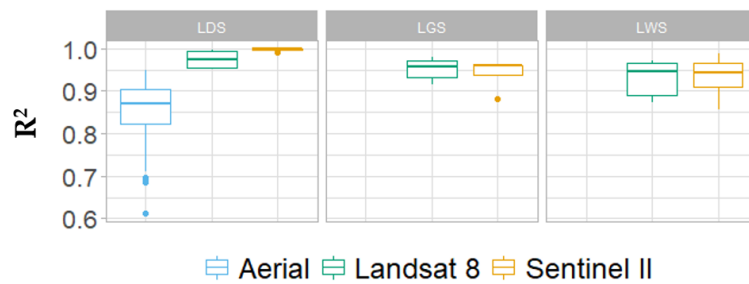 LDS LGS LWS
1.0
0.9
0.8
0.7
0.6
R²
Aerial Landsat 8 Sentinel II